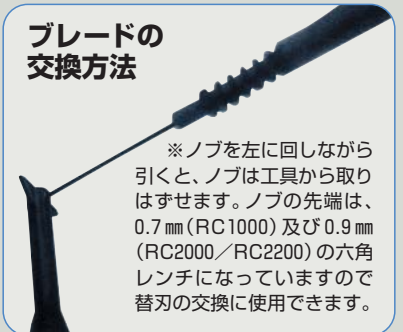 ブレードの
交換方法
※ノブを左に回しながら
引くと、ノブは工具から取り
はずせます。ノブの先端は、
0.7㎜(RC1000)及び0.9㎜
(RC2000／RC2200)の六角
レンチになっていますので
替刃の交換に使用できます。